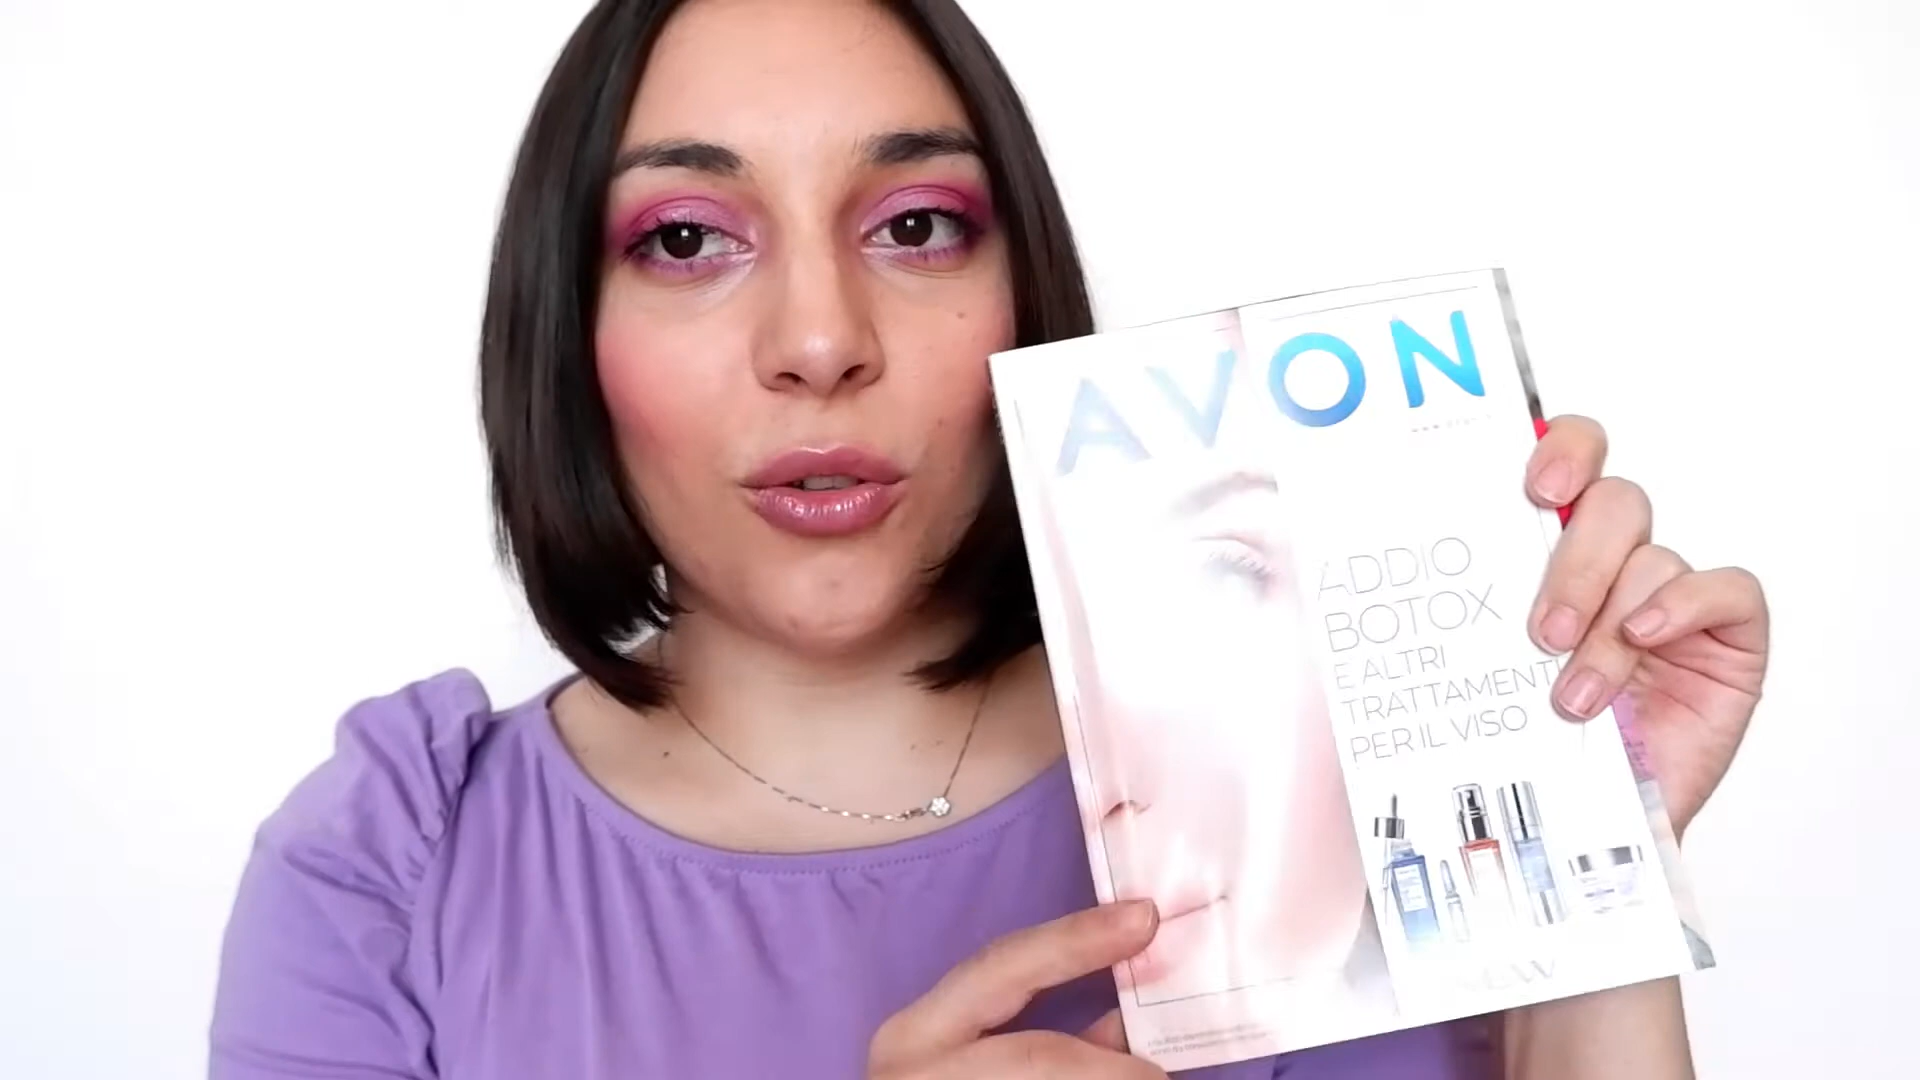 AVON
ADDIO
BOTOX
E ALTRI
TRATTAMENTI
PER IL VISO